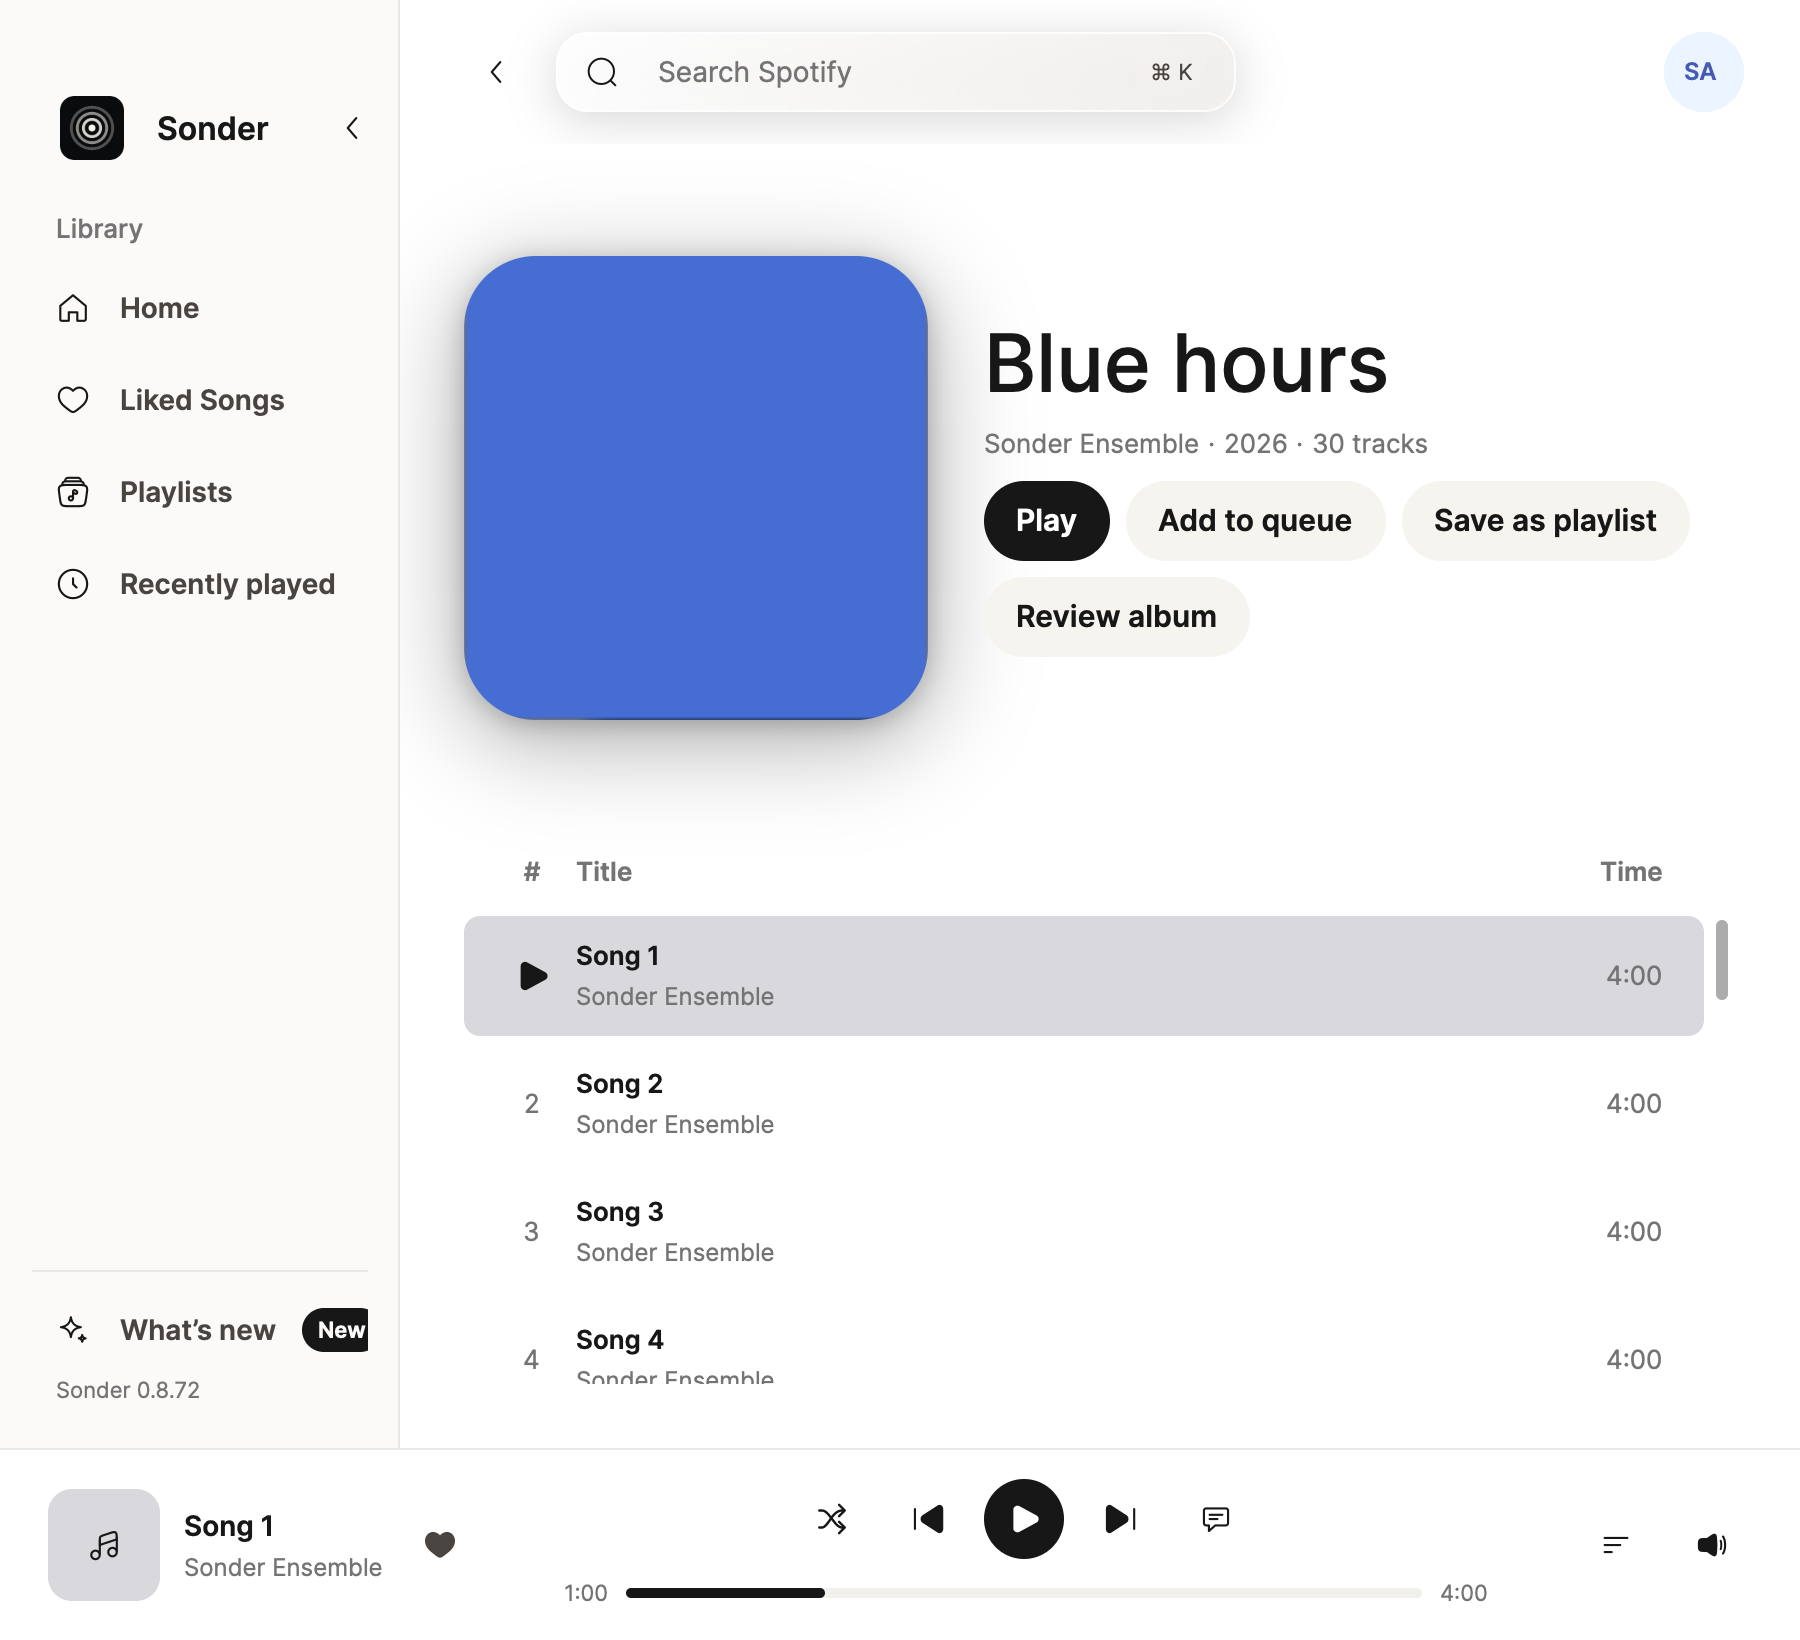 Sonder
Library
Home
Liked Songs
Playlists
Recently played
What’s new New
Sonder 0.8.72
Search Spotify ⌘ K
SA
Blue hours
Sonder Ensemble · 2026 · 30 tracks
Play Add to queue Save as playlist
Review album
# Title Time
Song 1
Sonder Ensemble
4:00
2
Song 2
Sonder Ensemble
4:00
3
Song 3
Sonder Ensemble
4:00
4
Song 4
Sonder Ensemble
4:00
Song 1
Sonder Ensemble
1:00 4:00